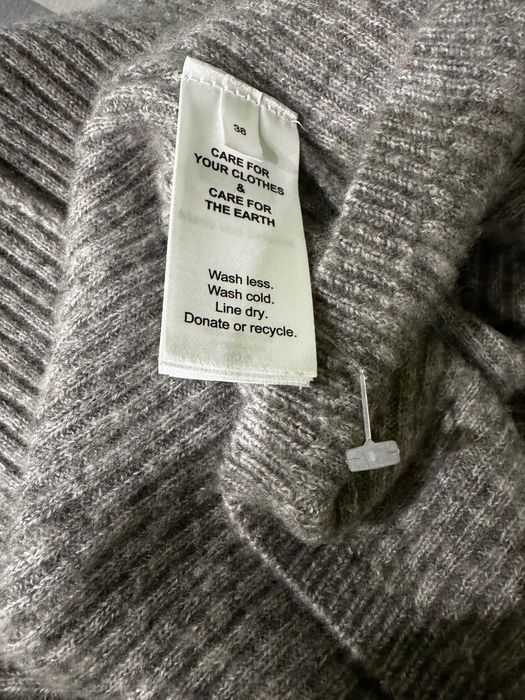 38
CARE FOR
YOUR CLOTHES
&
CARE FOR
THE EARTH
Wash less.
Wash cold.
Line dry.
Donate or recycle.